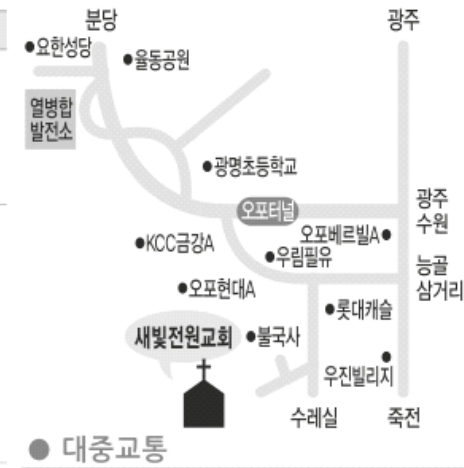 분당
광주
●요한성당
●율동공원
열병합
발전소
●광명초등학교
오포터널
광주
수원
●KCC금강A
오포베르빌A●
●우림필유
능골
삼거리
●오포현대A
●롯대캐슬
새빛전원교회
●불국사
우진빌리지
수레실
죽전
● 대중교통